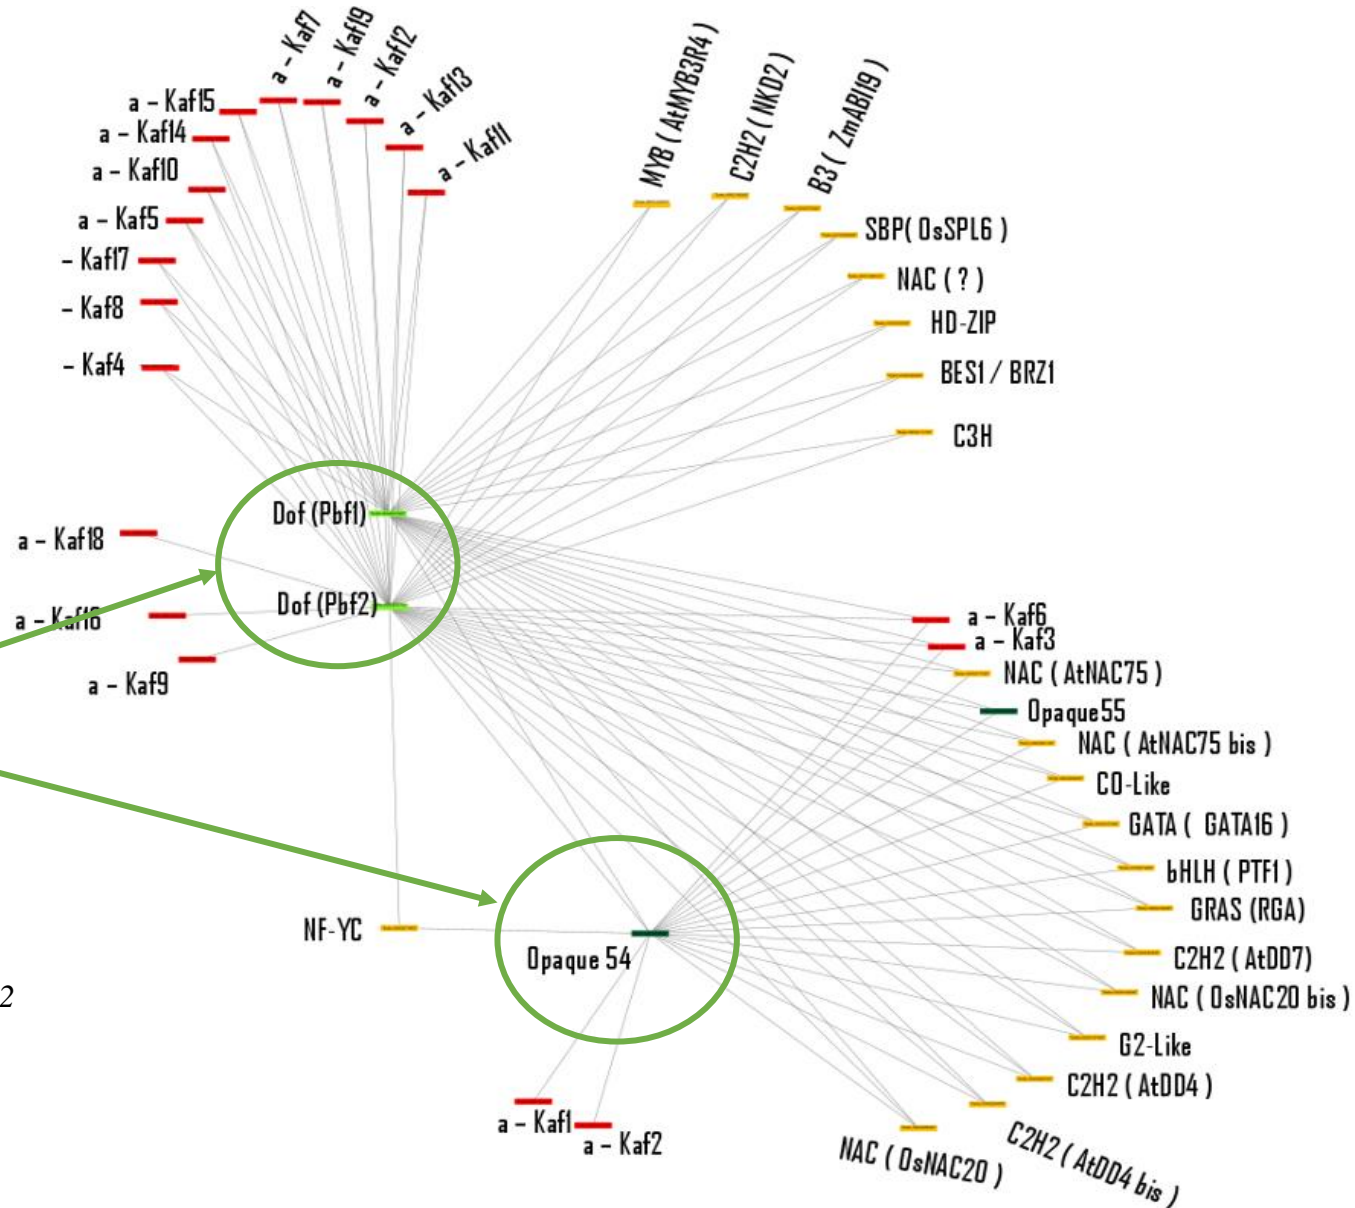 a – Kaf7
a – Kaf19
a – Kaf12
a – Kaf13
a – Kaf11
a – Kaf15
a – Kaf14
a – Kaf10
a – Kaf5
– Kaf17
– Kaf8
– Kaf4
MYB ( AtMYB3R4 )
C2H2 ( NKD2 )
B3 ( ZmABI19 )
SBP( OsSPL6 )
NAC ( ? )
HD-ZIP
BES1 / BRZ1
C3H
Dof (Pbf1)
a – Kaf18
Dof (Pbf2)
a – Kaf16
a – Kaf9
a – Kaf6
a – Kaf3
NAC ( AtNAC75 )
Opaque55
NAC ( AtNAC75 bis )
CO-Like
GATA ( GATA16 )
bHLH ( PTF1 )
GRAS (RGA)
NF-YC
Opaque 54
C2H2 ( AtDD7)
NAC ( OsNAC20 bis )
2
G2-Like
C2H2 ( AtDD4 )
a – Kaf1
a – Kaf2
C2H2 ( AtDD4 bis )
NAC ( OsNAC20 )